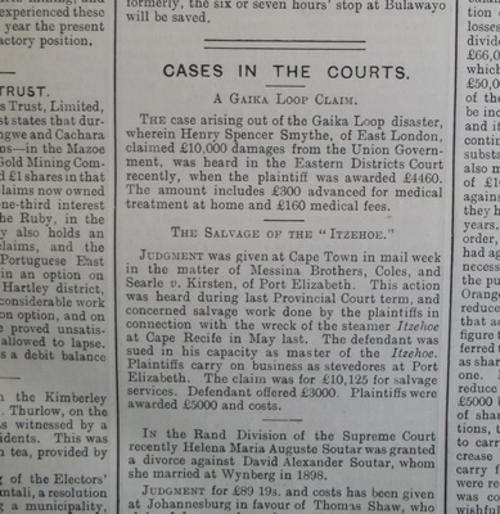 experienced these
year the present
actory position.
TRUST.
s Trust, Limited,
st states that dur-
ngwe and Cachara
ns—in the Mazoe
Gold Mining Com-
d £1 shares in that
laims now owned
ne-third interest
the Ruby, in the
y also holds an
claims, and the
Portuguese East
in an option on
Hartley district,
considerable work
on option, and on
e proved unsatis-
allowed to lapse.
s a debit balance
n the Kimberley
. Thurlow, on the
s witnessed by a
idents. This was
n tea, provided by
g of the Electors'
ntali, a resolution
g a municipality,
formerly, the six or seven hours' stop at Bulawayo
will be saved.
CASES IN THE COURTS.
A GAIKA LOOP CLAIM.
THE case arising out of the Gaika Loop disaster,
wherein Henry Spencer Smythe, of East London,
claimed £10,000 damages from the Union Govern-
ment, was heard in the Eastern Districts Court
recently, when the plaintiff was awarded £4460.
The amount includes £300 advanced for medical
treatment at home and £160 medical fees.
THE SALVAGE OF THE "ITZEHOE."
JUDGMENT was given at Cape Town in mail week
in the matter of Messina Brothers, Coles, and
Searle v. Kirsten, of Port Elizabeth. This action
was heard during last Provincial Court term, and
concerned salvage work done by the plaintiffs in
connection with the wreck of the steamer Itzehoe
at Cape Recife in May last. The defendant was
sued in his capacity as master of the Itzehoe.
Plaintiffs carry on business as stevedores at Port
Elizabeth. The claim was for £10,125 for salvage
services. Defendant offered £3000. Plaintiffs were
awarded £5000 and costs.
IN the Rand Division of the Supreme Court
recently Helena Maria Auguste Soutar was granted
a divorce against David Alexander Soutar, whom
she married at Wynberg in 1898.
JUDGMENT for £89 19s. and costs has been given
at Johannesburg in favour of Thomas Shaw, who
tion
losses
divide
£66,0
which
£50,0
of the
be inc
and i
contin
subst
also m
of £1
agains
they h
years.
order,
had ag
necess
the pu
Orang
reduce
that a
figure t
ferred t
as shar
one.
reduce
£5000 b
of shar
tions, t
to carr
crease
carry f
were re
was co
wishful